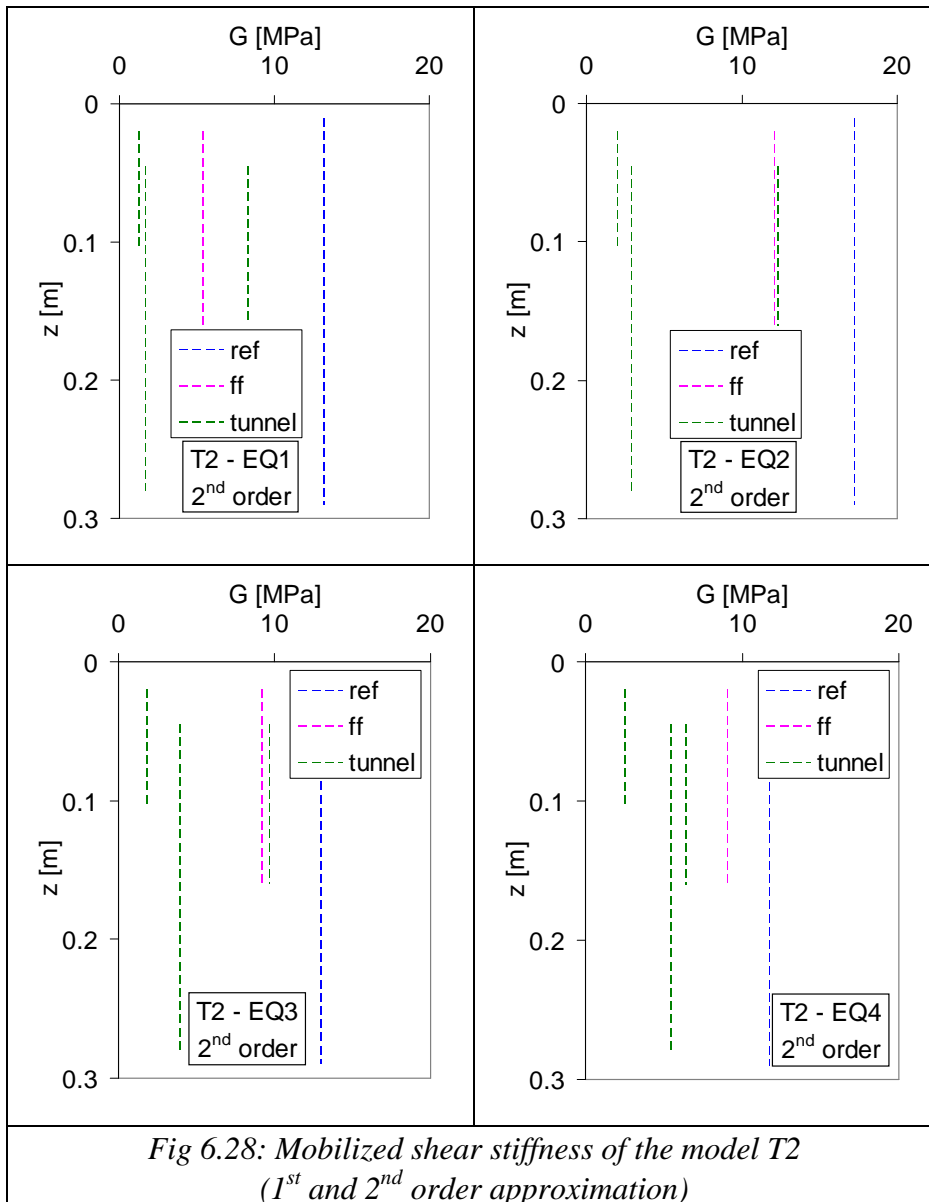 G [MPa]
0 10 20
0
0.1
0.2
0.3
z [m]
ref
ff
tunnel
T2 - EQ1
2nd order
G [MPa]
0 10 20
0
0.1
0.2
0.3
z [m]
ref
ff
tunnel
T2 - EQ2
2nd order
G [MPa]
0 10 20
0
0.1
0.2
0.3
z [m]
ref
ff
tunnel
T2 - EQ3
2nd order
G [MPa]
0 10 20
0
0.1
0.2
0.3
z [m]
ref
ff
tunnel
T2 - EQ4
2nd order
Fig 6.28: Mobilized shear stiffness of the model T2
(1st and 2nd order approximation)